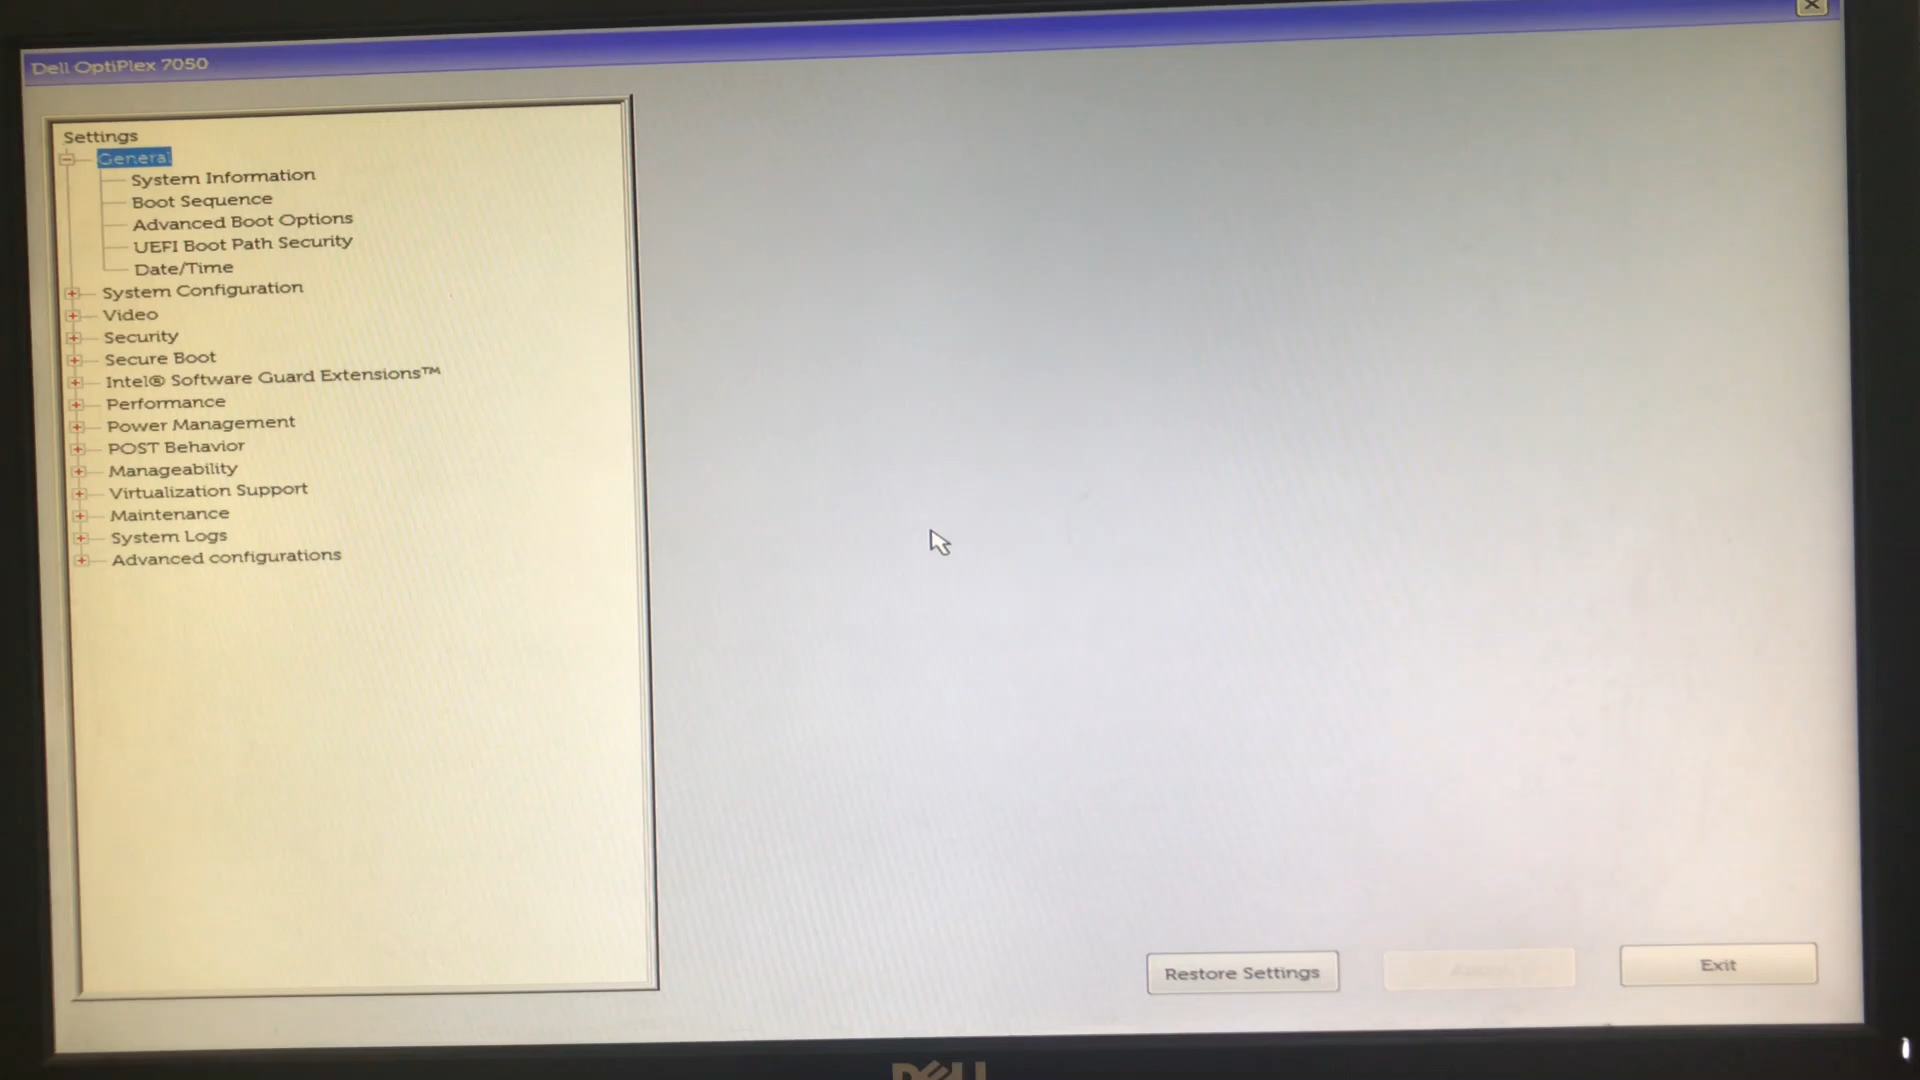 Dell OptiPlex 7050
Settings
General
System Information
Boot Sequence
Advanced Boot Options
UEFI Boot Path Security
Date/Time
System Configuration
Video
Security
Secure Boot
Intel® Software Guard Extensions™
Performance
Power Management
POST Behavior
Manageability
Virtualization Support
Maintenance
System Logs
Advanced configurations
Restore Settings
Exit
DELL